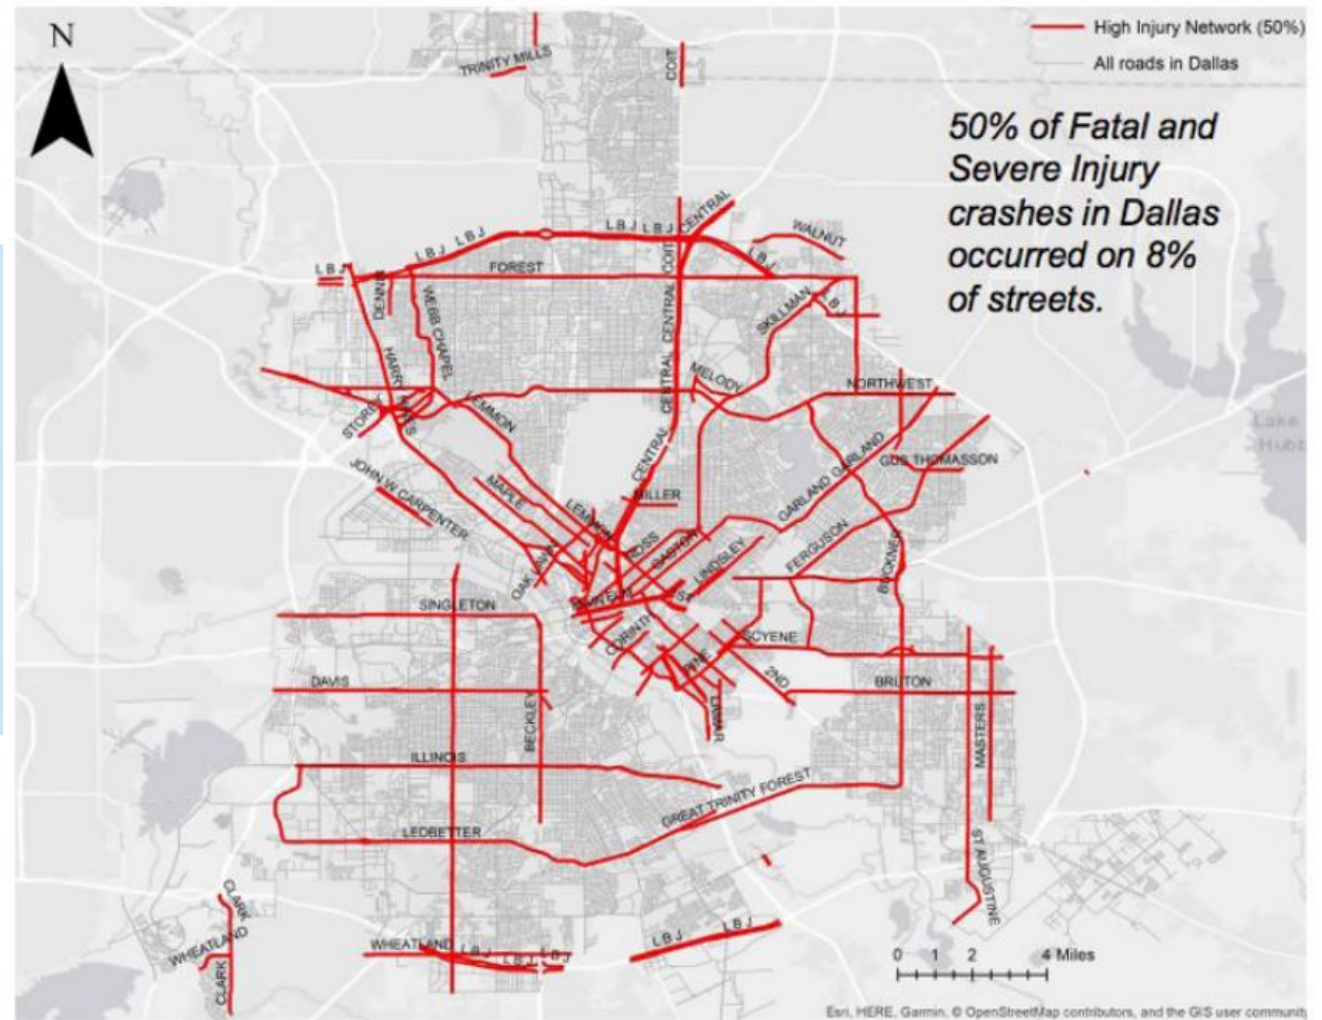 N
High Injury Network (50%)
All roads in Dallas
50% of Fatal and
Severe Injury
crashes in Dallas
occurred on 8%
of streets.
TRINITY MILLS
COIT
CENTRAL
LBJ
LBJ
LBJ
LBJ
WALNUT
LBJ
LBJ
FOREST
COIT
DENNIS
WEBB CHAPEL
CENTRAL
SKILLMAN
LBJ
HARRY HINES
CENTRAL
MELODY
NORTHWEST
STOREY
LEMMON
CENTRAL
GARLAND
GARLAND
GUS THOMASSON
JOHN W CARPENTER
MAPLE
MILLER
LEMMON
ROSS
GASTON
LINDSLEY
FERGUSON
BUCKNER
OAK LAWN
SINGLETON
CORINTH
SCYENE
PINE
2ND
DAVIS
BRUTON
BECKLEY
LAMAR
MASTERS
ILLINOIS
GREAT TRINITY FOREST
LEDBETTER
ST AUGUSTINE
CLARK
WHEATLAND
CLARK
WHEATLAND
LBJ
LBJ
LBJ
LBJ
LBJ
Lake
Hubb
0 1 2 4 Miles
Esri, HERE, Garmin, © OpenStreetMap contributors, and the GIS user community